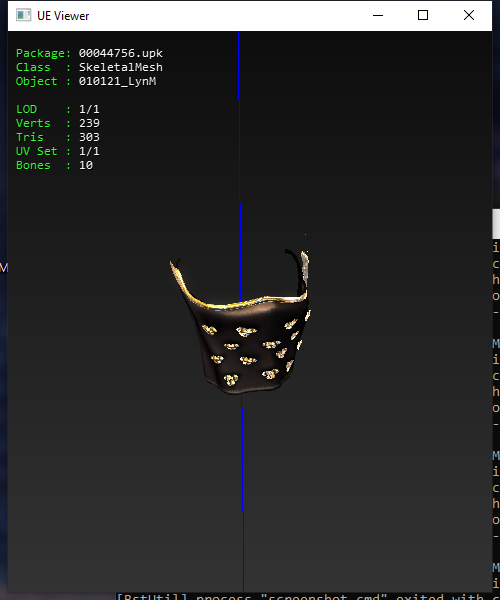 UE Viewer
Package: 00044756.upk
Class : SkeletalMesh
Object : 010121_LynM
LOD : 1/1
Verts : 239
Tris : 303
UV Set : 1/1
Bones : 10
M
i
c
h
o
-
M
i
c
h
o
-
M
i
c
h
o
-
M
i
[BstUtil] process "screenshot.cmd" exited with c